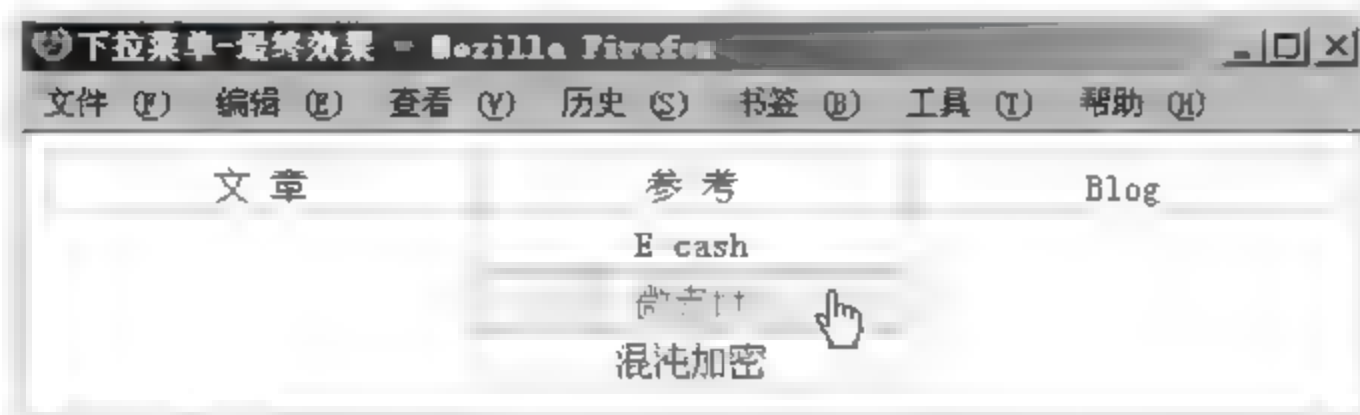 下拉菜单-最终效果 - Mozilla Firefox
文件 (F) 编辑 (E) 查看 (V) 历史 (S) 书签 (B) 工具 (T) 帮助 (H)
文 章 参 考 Blog
E cash
混沌加密